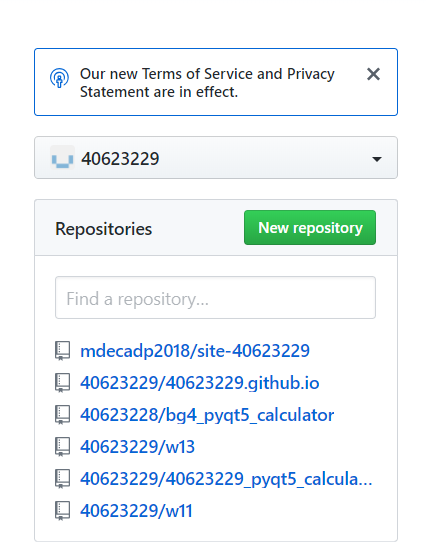 Our new Terms of Service and Privacy
Statement are in effect.
40623229
Repositories
New repository
Find a repository...
mdecadp2018/site-40623229
40623229/40623229.github.io
40623228/bg4_pyqt5_calculator
40623229/w13
40623229/40623229_pyqt5_calcula...
40623229/w11